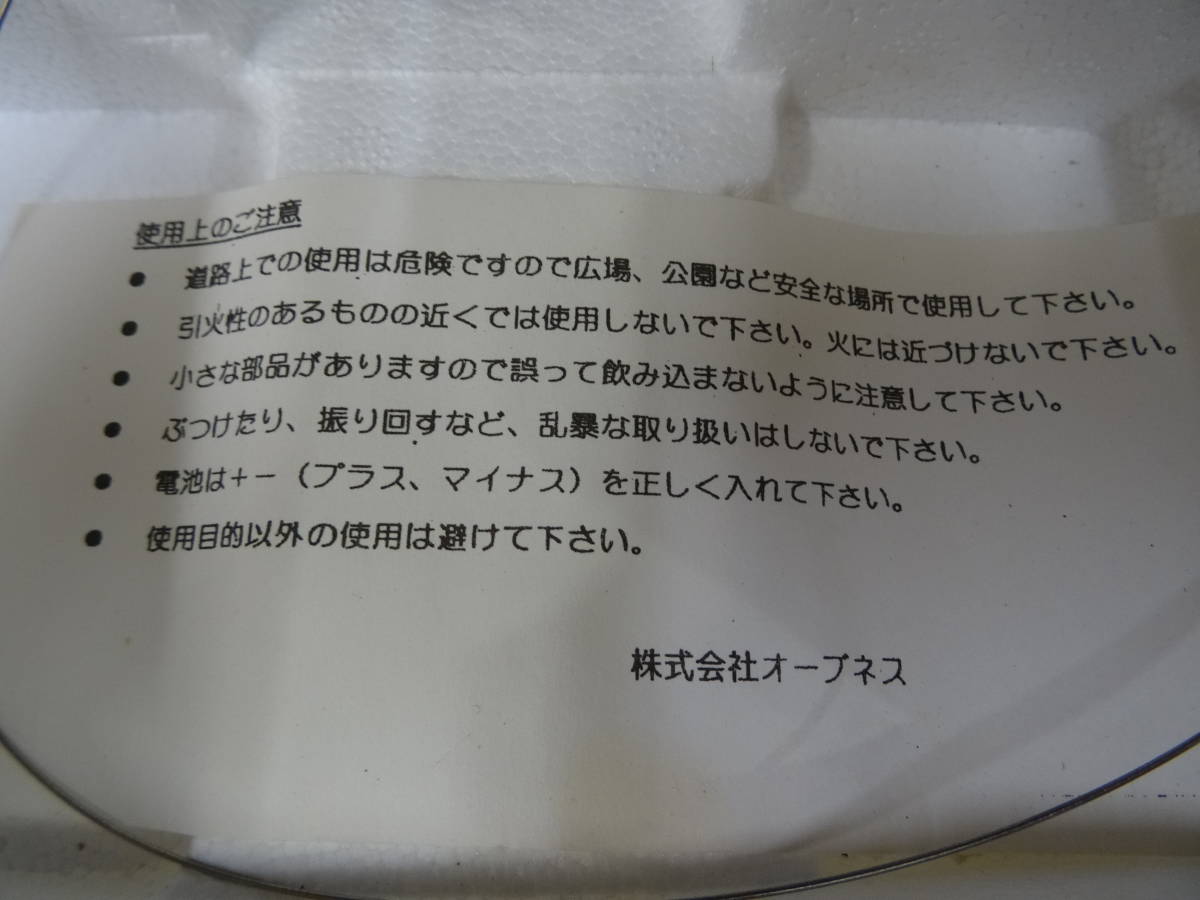 使用上のご注意
● 道路上での使用は危険ですので広場、公園など安全な場所で使用して下さい。
● 引火性のあるものの近くでは使用しないで下さい。火には近づけないで下さい。
● 小さな部品がありますので誤って飲み込まないように注意して下さい。
● ぶつけたり、振り回すなど、乱暴な取り扱いはしないで下さい。
● 電池は+-(プラス、マイナス)を正しく入れて下さい。
● 使用目的以外の使用は避けて下さい。
株式会社オープネス